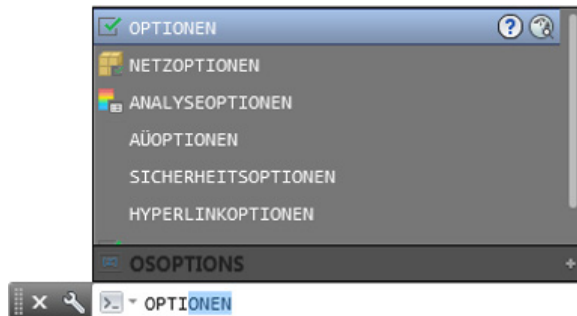 OPTIONEN
NETZOPTIONEN
ANALYSEOPTIONEN
AÜOPTIONEN
SICHERHEITSOPTIONEN
HYPERLINKOPTIONEN
OSOPTIONS
OPTIONEN